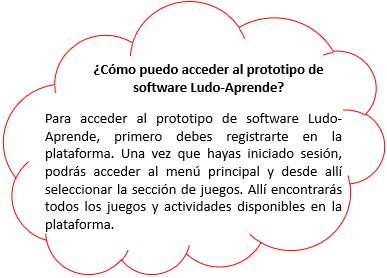 ¿Cómo puedo acceder al prototipo de
software Ludo-Aprende?
Para acceder al prototipo de software Ludo-
Aprende, primero debes registrarte en la
plataforma. Una vez que hayas iniciado sesión,
podrás acceder al menú principal y desde allí
seleccionar la sección de juegos. Allí encontrarás
todos los juegos y actividades disponibles en la
plataforma.